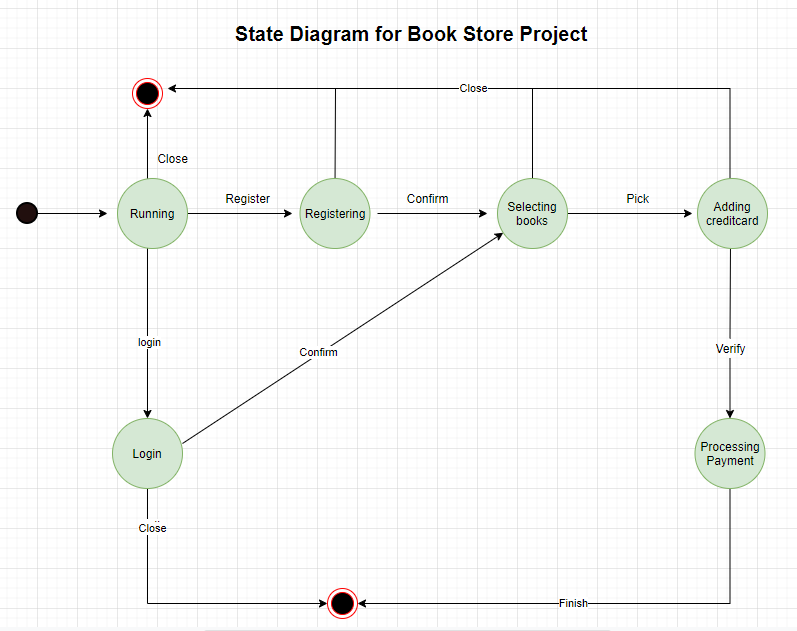 State Diagram for Book Store Project
Close
Close
Register
Confirm
Pick
Running
Registering
Selecting
books
Adding
creditcard
login
Confirm
Verify
Login
Processing
Payment
Close
Finish